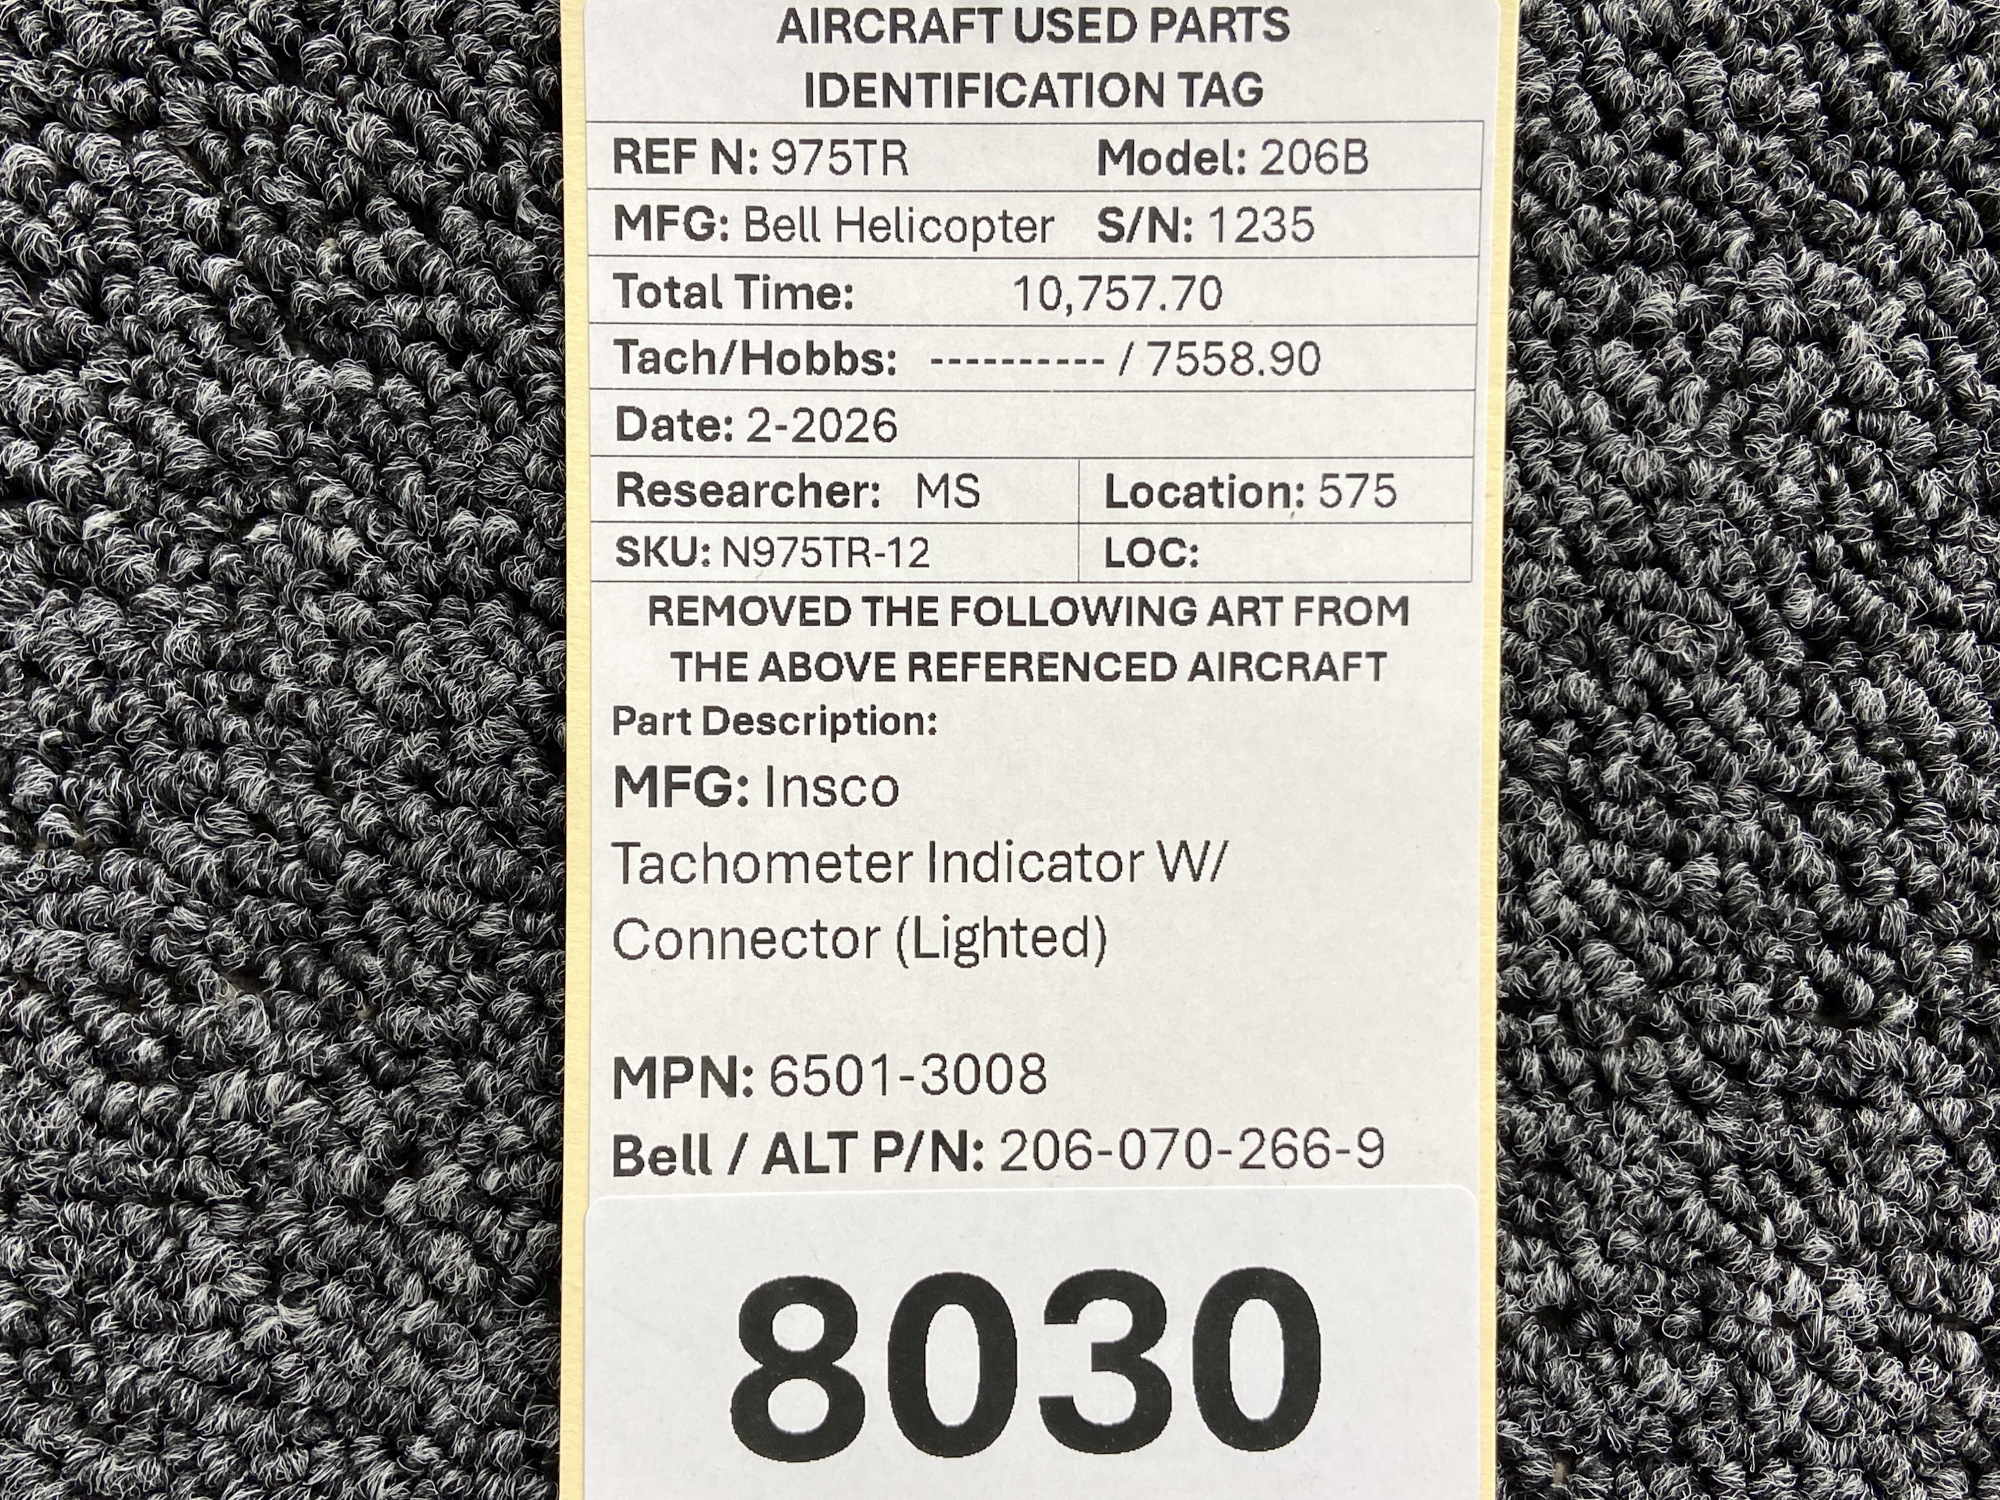 AIRCRAFT USED PARTS
IDENTIFICATION TAG
REF N: 975TR Model: 206B
MFG: Bell Helicopter S/N: 1235
Total Time: 10,757.70
Tach/Hobbs: ---------- / 7558.90
Date: 2-2026
Researcher: MS Location: 575
SKU: N975TR-12 LOC:
REMOVED THE FOLLOWING ART FROM
THE ABOVE REFERENCED AIRCRAFT
Part Description:
MFG: Insco
Tachometer Indicator W/
Connector (Lighted)
MPN: 6501-3008
Bell / ALT P/N: 206-070-266-9
8030